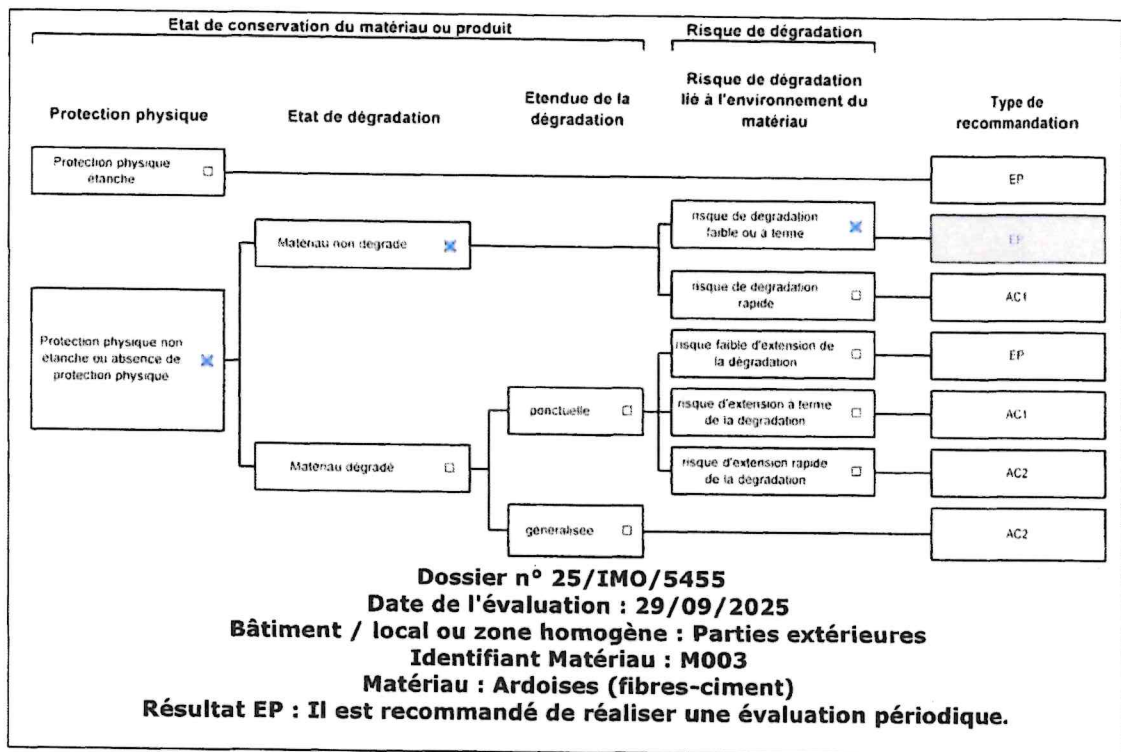 Etat de conservation du matériau ou produit
Risque de dégradation
Protection physique
Etat de dégradation
Etendue de la
dégradation
Risque de dégradation
lié à l'environnement du
matériau
Type de
recommandation
Protection physique
étanche
EP
Protection physique non
étanche ou absence de
protection physique
Matériau non dégradé
risque de dégradation
faible ou à terme
EP
risque de dégradation
rapide
AC1
Matériau dégradé
ponctuelle
risque faible d'extension de
la dégradation
EP
risque d'extension à terme
de la dégradation
AC1
risque d'extension rapide
de la dégradation
AC2
généralisée
AC2
Dossier n° 25/IMO/5455
Date de l'évaluation : 29/09/2025
Bâtiment / local ou zone homogène : Parties extérieures
Identifiant Matériau : M003
Matériau : Ardoises (fibres-ciment)
Résultat EP : Il est recommandé de réaliser une évaluation périodique.